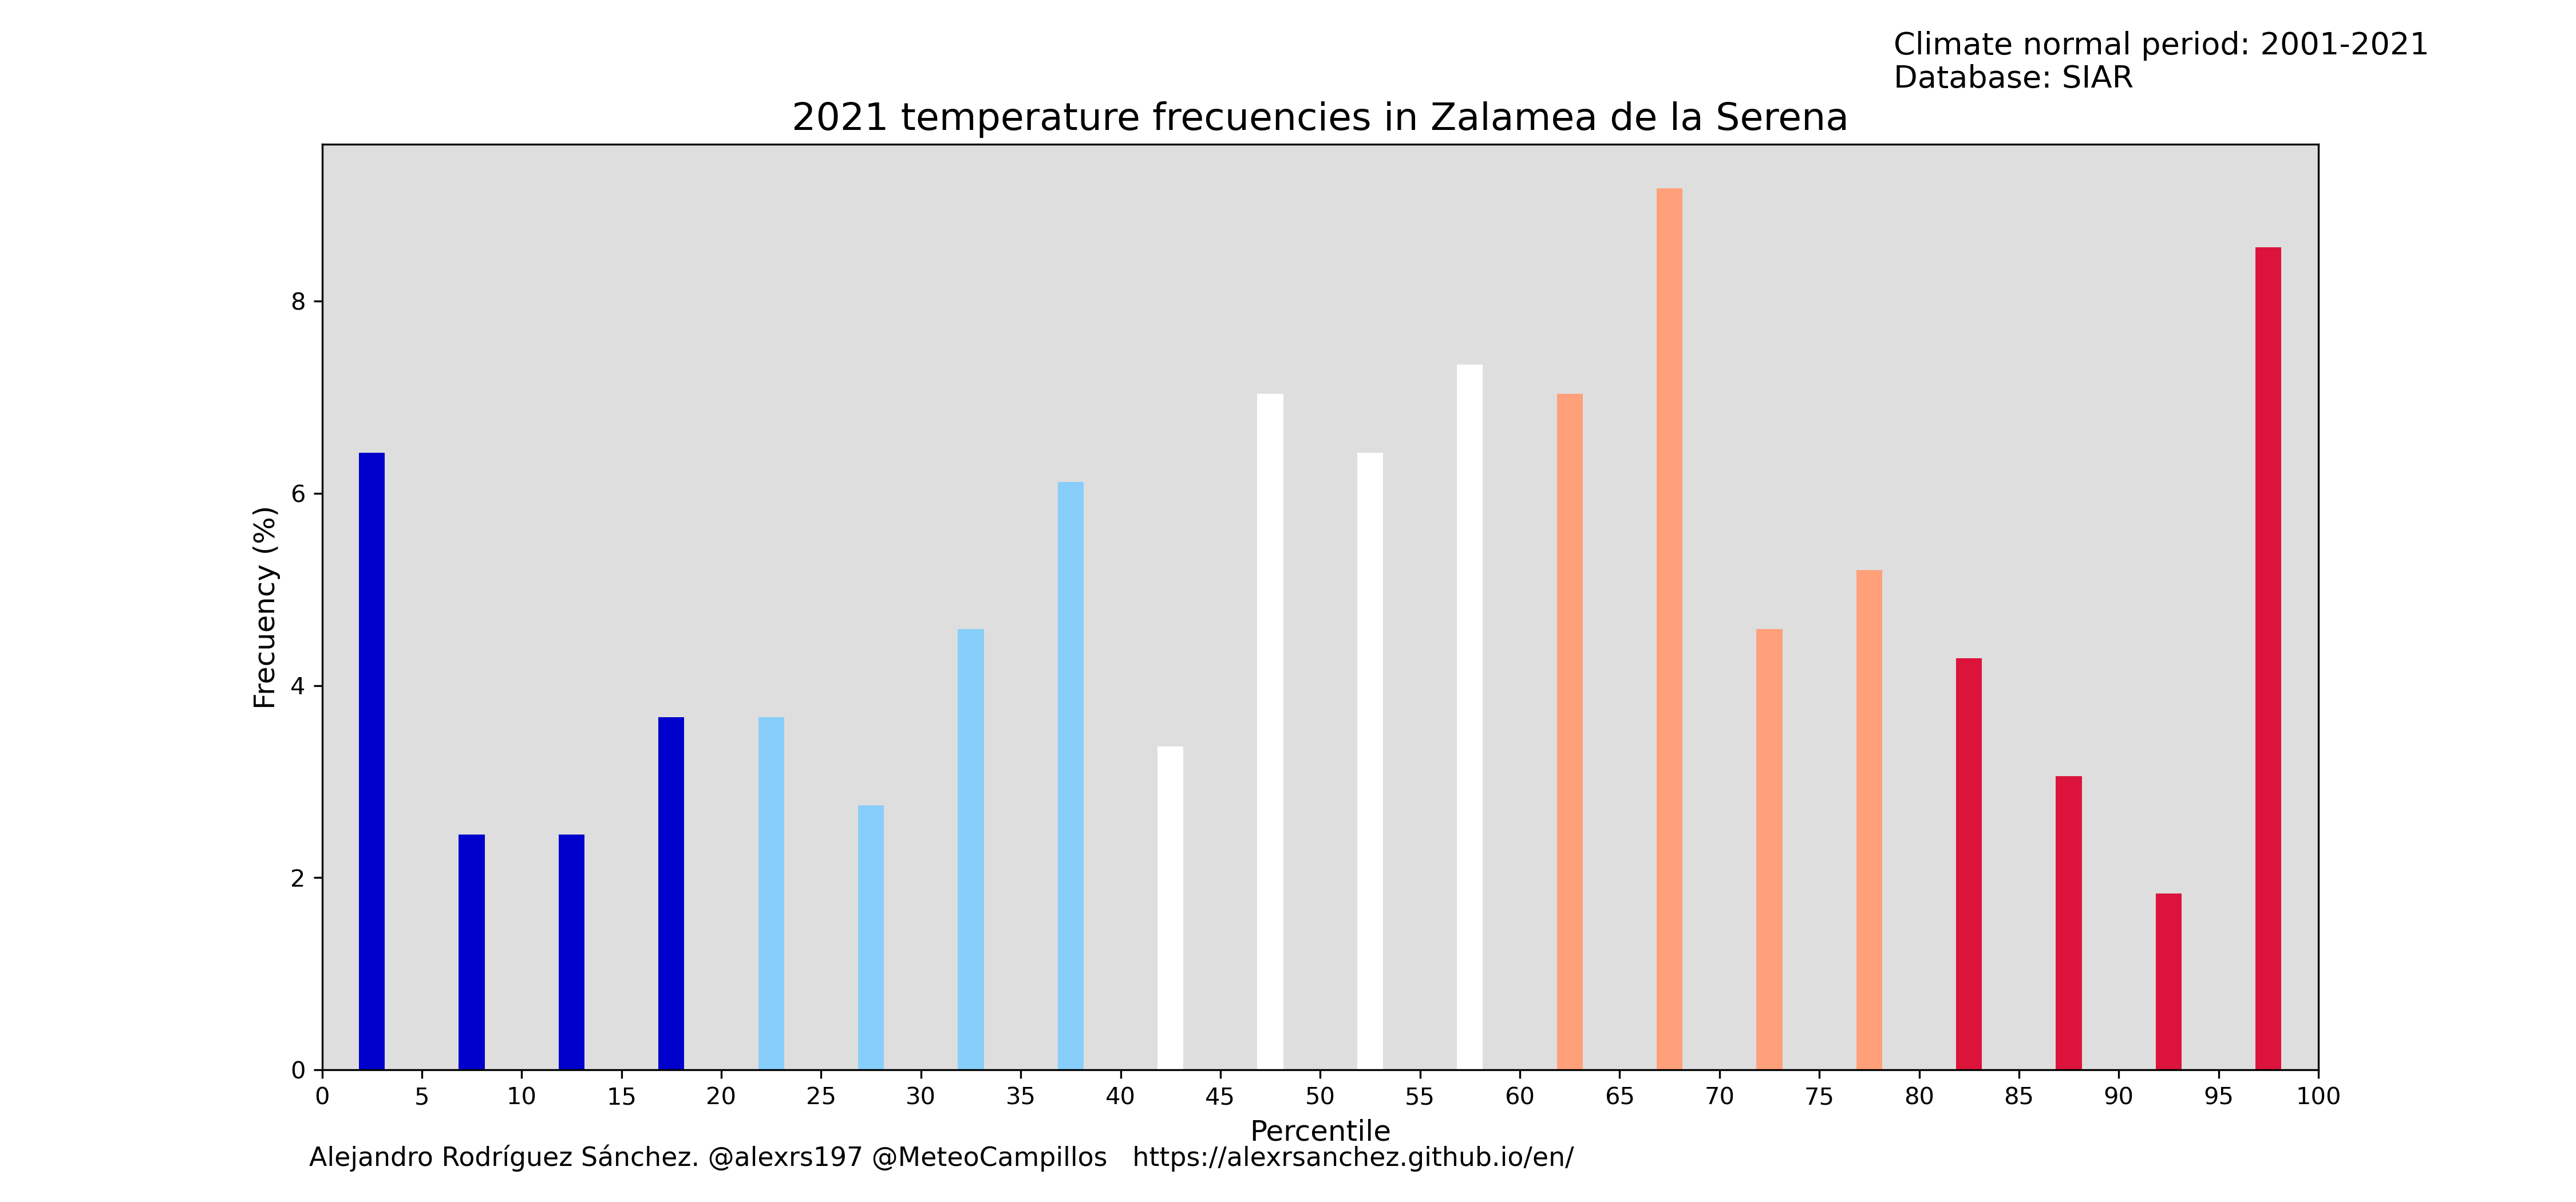 Climate normal period: 2001-2021
Database: SIAR
2021 temperature frecuencies in Zalamea de la Serena
Frecuency (%)
8
6
4
2
0
0 5 10 15 20 25 30 35 40 45 50 55 60 65 70 75 80 85 90 95 100
Percentile
Alejandro Rodríguez Sánchez. @alexrs197 @MeteoCampillos https://alexrsanchez.github.io/en/